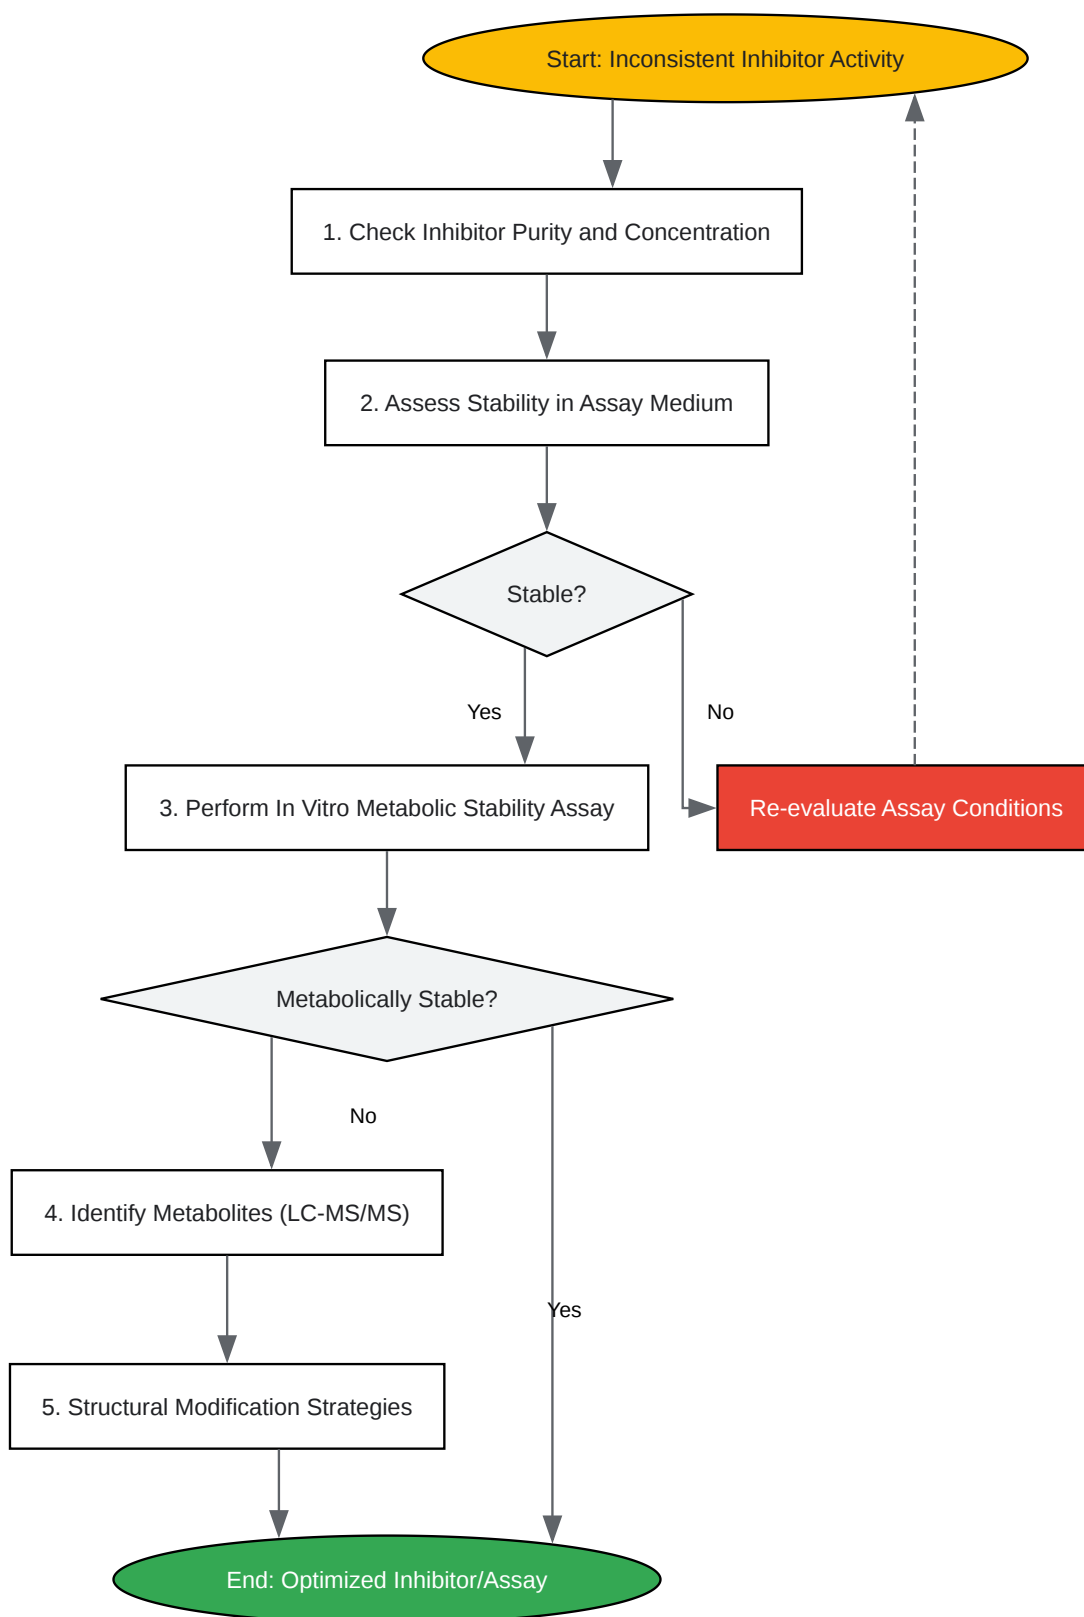 Start: Inconsistent Inhibitor Activity
1. Check Inhibitor Purity and Concentration
2. Assess Stability in Assay Medium
Stable?
Yes
No
3. Perform In Vitro Metabolic Stability Assay
Re-evaluate Assay Conditions
Metabolically Stable?
No
4. Identify Metabolites (LC-MS/MS)
Yes
5. Structural Modification Strategies
End: Optimized Inhibitor/Assay